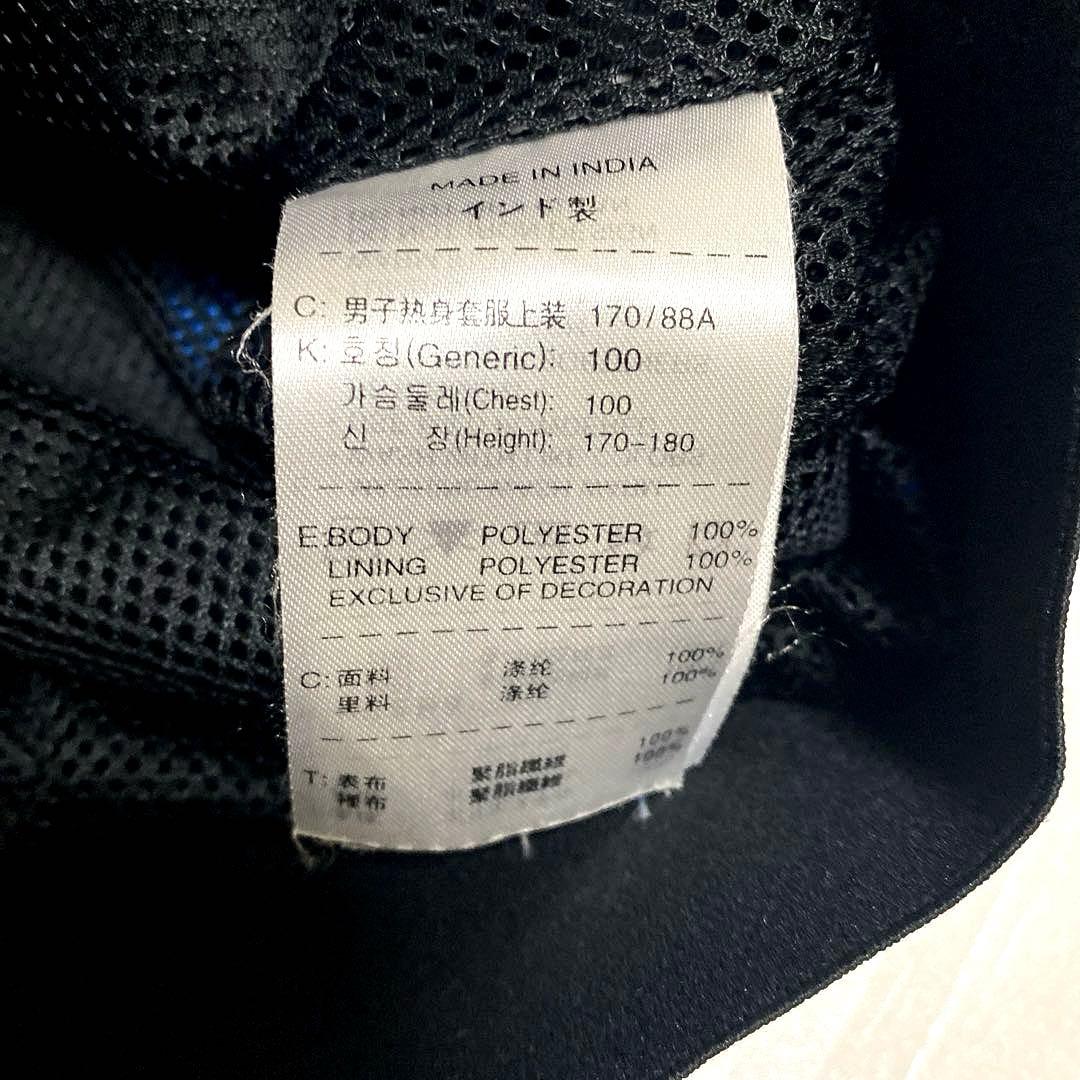 MADE IN INDIA
インド製
C: 男子热身套服上装 170/88A
K: 호칭(Generic): 100
가슴둘레(Chest): 100
신 장(Height): 170-180
E:BODY POLYESTER 100%
LINING POLYESTER 100%
EXCLUSIVE OF DECORATION
C: 面料 涤纶 100%
里料 涤纶 100%
T: 表布 聚脂纖維 100%
裡布 聚脂纖維 100%